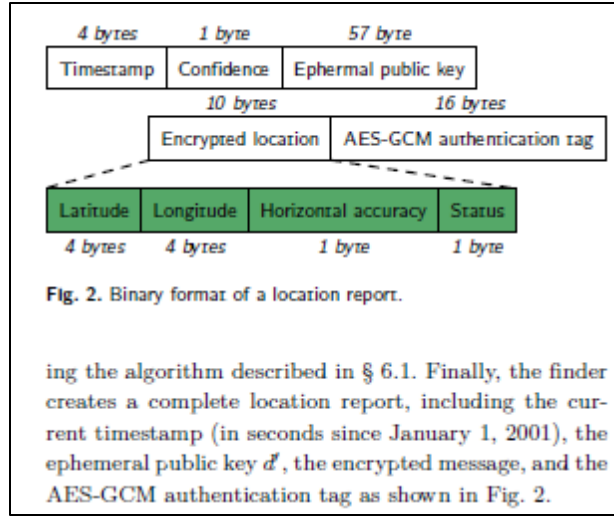 4 bytes 1 byte 57 byte
Timestamp Confidence Ephermal public key
10 bytes 16 bytes
Encrypted location AES-GCM authentication tag
Latitude Longitude Horizontal accuracy Status
4 bytes 4 bytes 1 byte 1 byte
Fig. 2. Binary format of a location report.
ing the algorithm described in § 6.1. Finally, the finder
creates a complete location report, including the cur-
rent timestamp (in seconds since January 1, 2001), the
ephemeral public key d′, the encrypted message, and the
AES-GCM authentication tag as shown in Fig. 2.